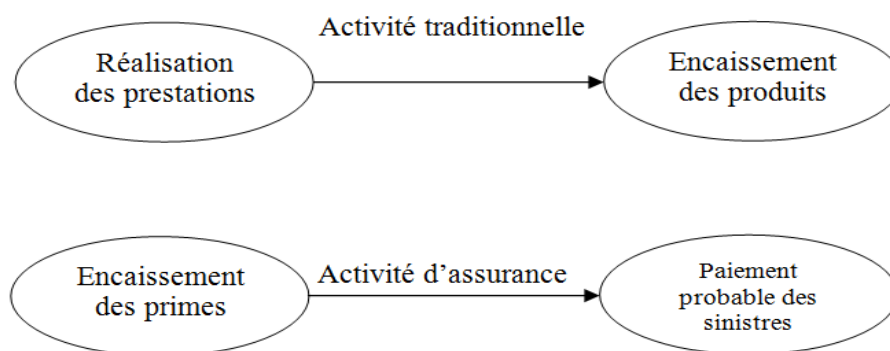 Activité traditionnelle
Réalisation
des prestations
Encaissement
des produits
Encaissement
des primes
Activité d’assurance
Paiement
probable des
sinistres